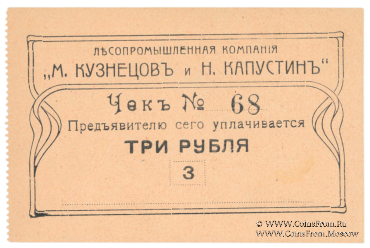 ЛѢСОПРОМЫШЛЕННАЯ КОМПАНІЯ
„М. КУЗНЕЦОВЪ и Н. КАПУСТИНЪ"
Чекъ № 68
Предъявителю сего уплачивается
ТРИ РУБЛЯ
3
www.CoinsFrom.ru
www.CoinsFrom.Moscow